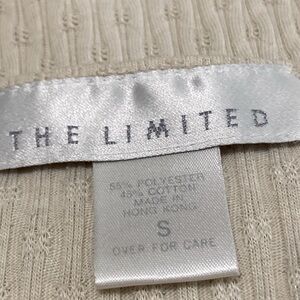 THE LIMITED
55% POLYESTER
45% COTTON
MADE IN
HONG KONG
S
OVER FOR CARE